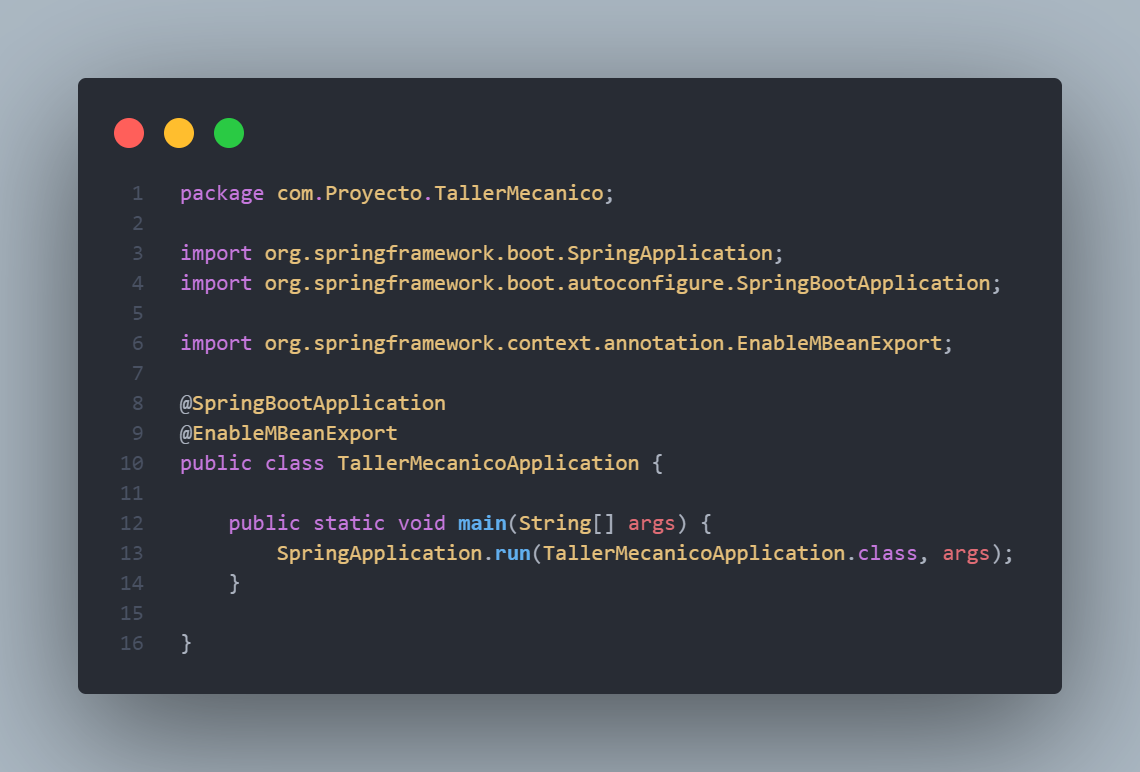 1 package com.Proyecto.TallerMecanico;
2
3 import org.springframework.boot.SpringApplication;
4 import org.springframework.boot.autoconfigure.SpringBootApplication;
5
6 import org.springframework.context.annotation.EnableMBeanExport;
7
8 @SpringBootApplication
9 @EnableMBeanExport
10 public class TallerMecanicoApplication {
11
12     public static void main(String[] args) {
13         SpringApplication.run(TallerMecanicoApplication.class, args);
14     }
15
16 }